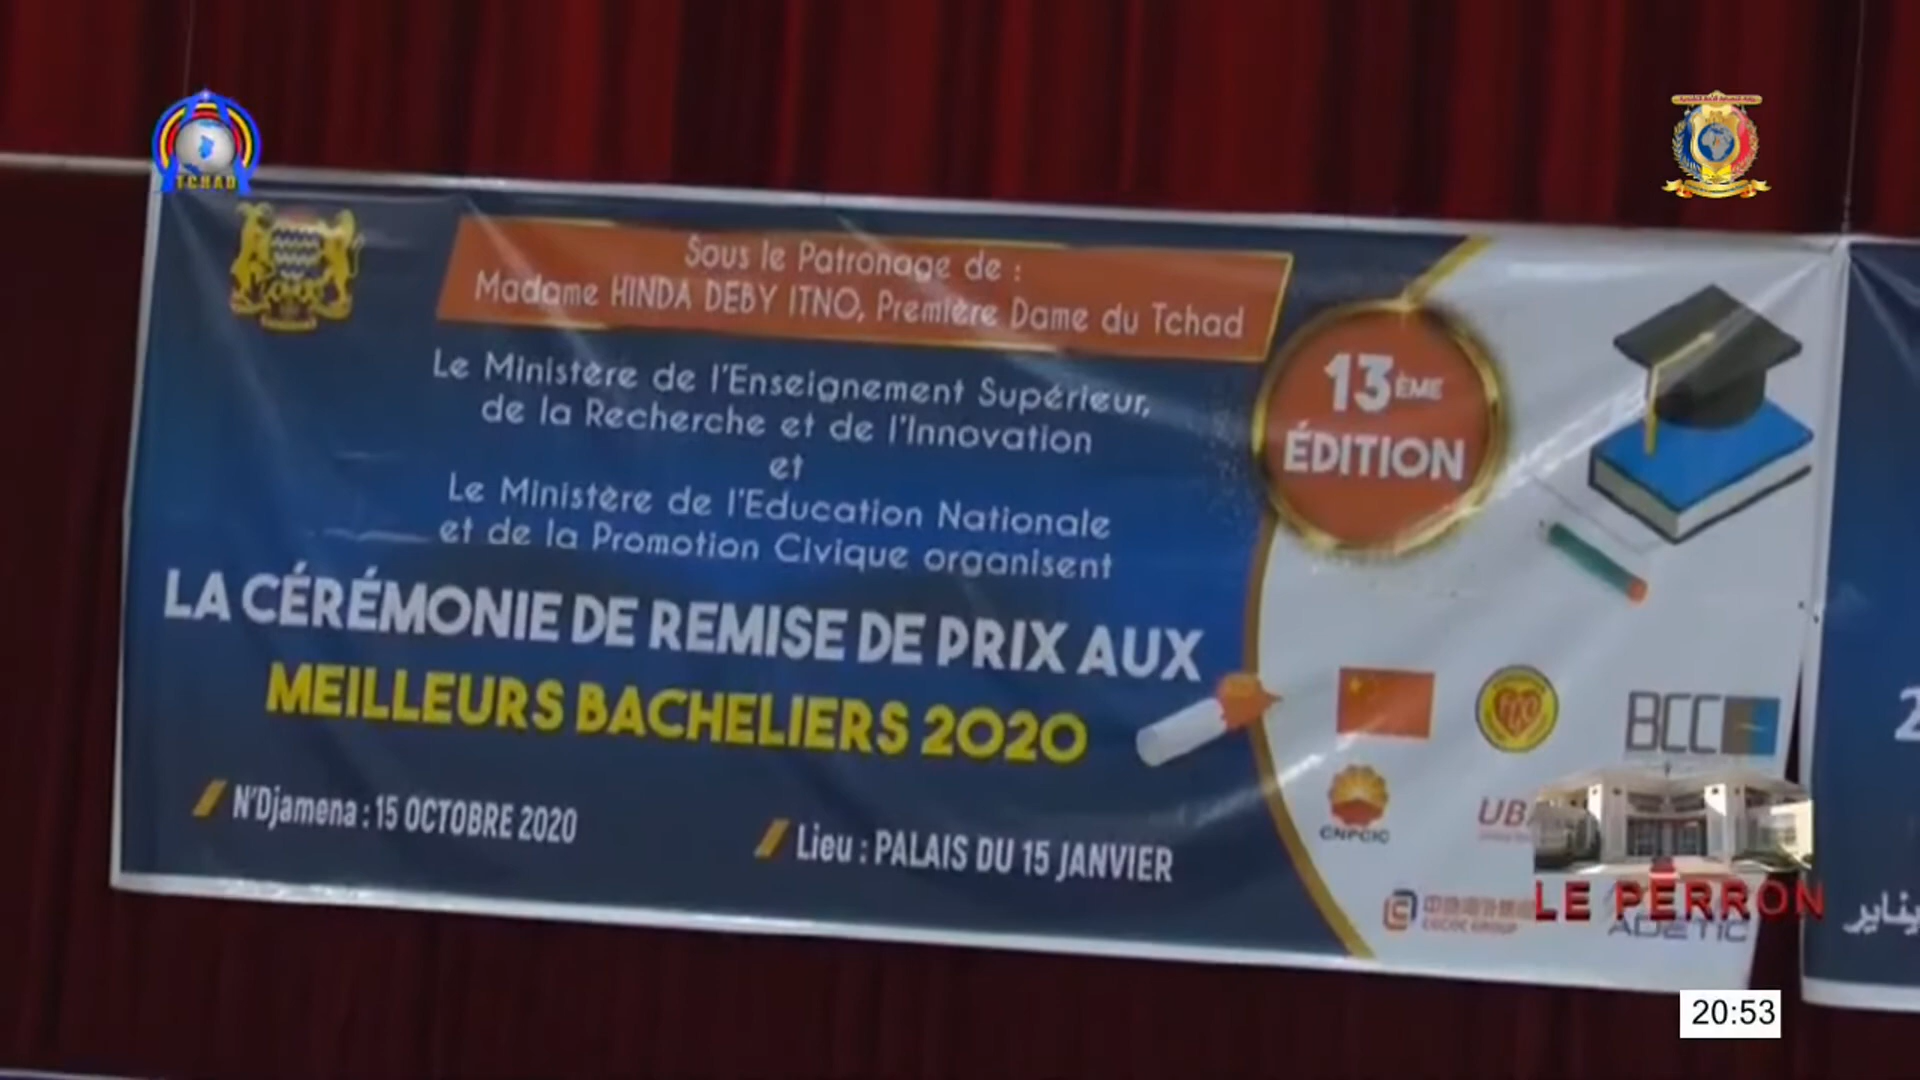 TCHAD
Sous le Patronage de :
Madame HINDA DEBY ITNO, Première Dame du Tchad
Le Ministère de l'Enseignement Supérieur,
de la Recherche et de l'Innovation
et
Le Ministère de l'Education Nationale
et de la Promotion Civique organisent
LA CÉRÉMONIE DE REMISE DE PRIX AUX
MEILLEURS BACHELIERS 2020
N'Djamena : 15 OCTOBRE 2020
Lieu : PALAIS DU 15 JANVIER
13ÈME
ÉDITION
BCC
CNPCIC
UBA
LE PERRON
ADETIC
يناير
20:53